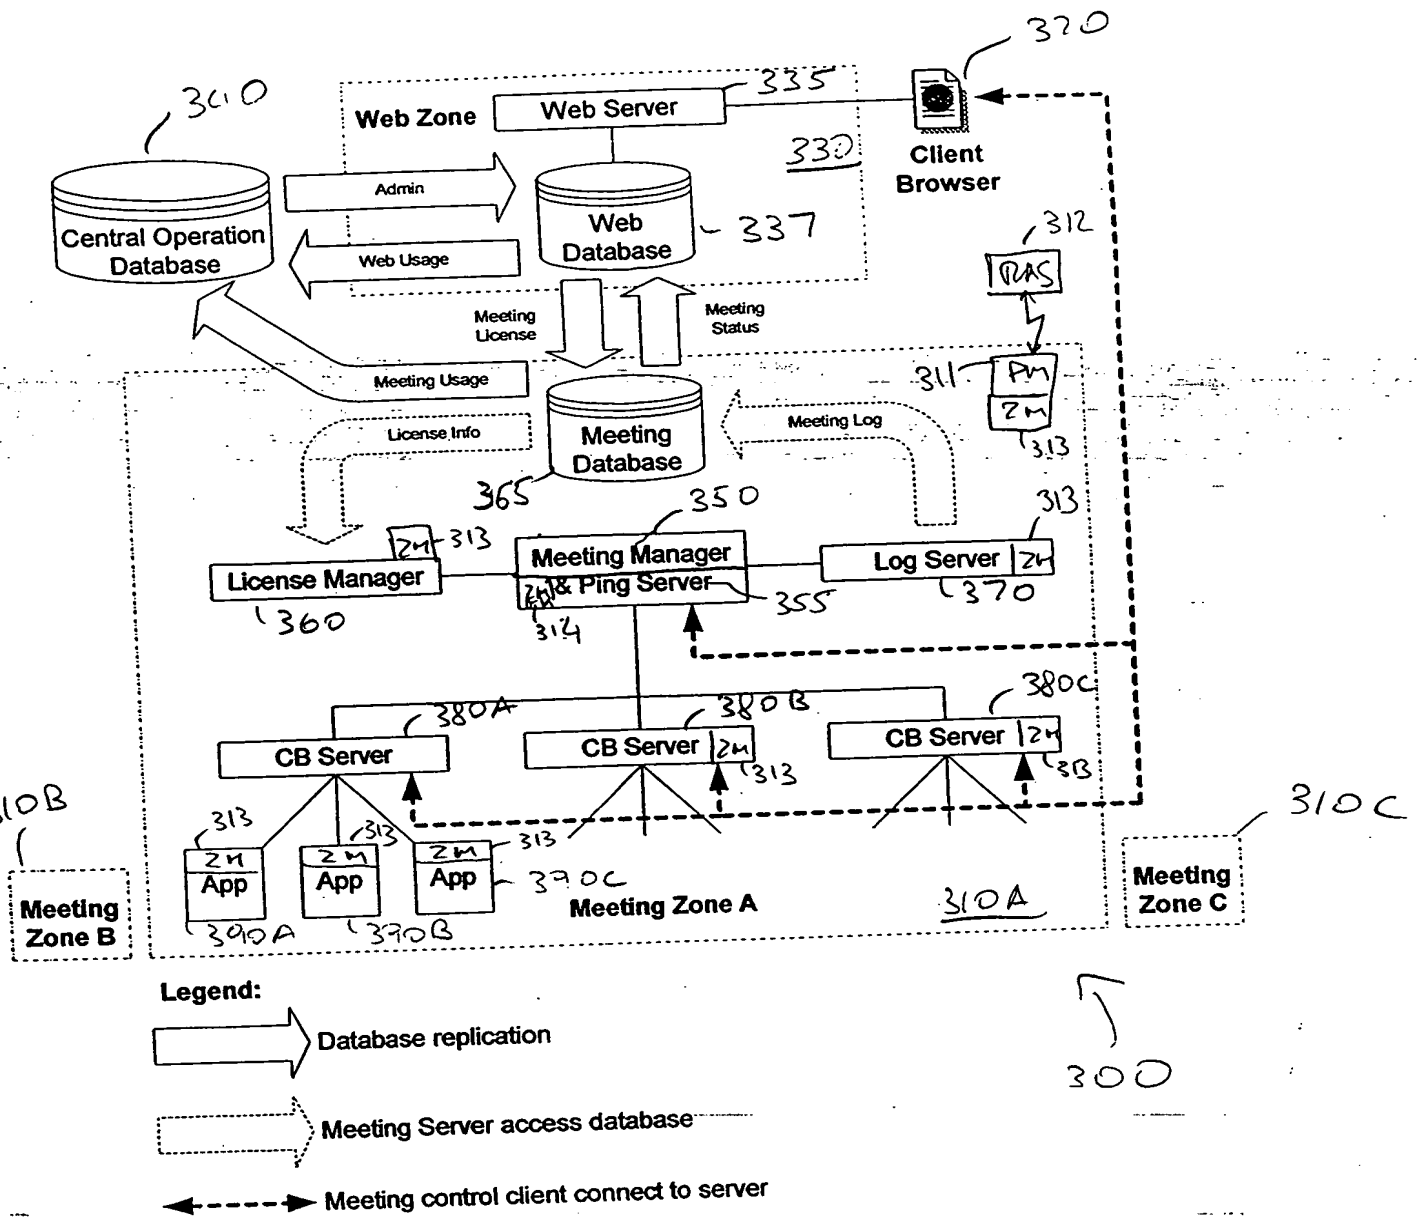 320
340
335
Web Server
Web Zone
330
Client
Browser
Admin
Web
Database
337
Central Operation
Database
Web Usage
312
RAS
Meeting
License
Meeting
Status
311
PM
ZM
313
Meeting Usage
License Info
Meeting
Database
365
Meeting Log
350
313
ZM
313
License Manager
360
Meeting Manager
& Ping Server
355
ZM
314
Log Server
ZM
370
380A
CB Server
380B
CB Server
ZM
313
380C
CB Server
ZM
313
310B
310C
313
ZM
App
390A
313
ZM
App
390B
313
ZM
App
390C
Meeting Zone A
310A
Meeting
Zone B
Meeting
Zone C
300
Legend:
Database replication
Meeting Server access database
Meeting control client connect to server